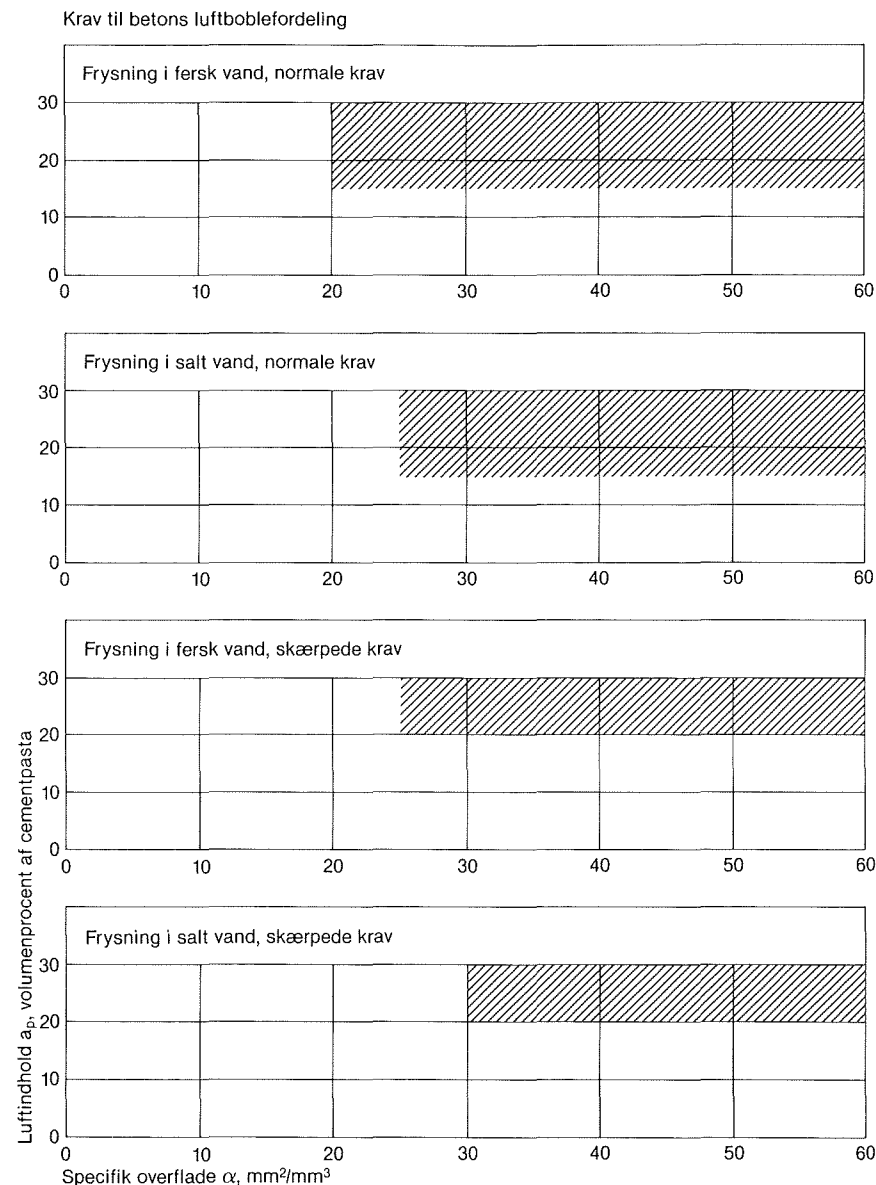 Krav til betons luftboblefordeling
Frysning i fersk vand, normale krav
30
20
10
0
0 10 20 30 40 50 60
Frysning i salt vand, normale krav
30
20
10
0
0 10 20 30 40 50 60
Frysning i fersk vand, skærpede krav
30
20
10
0
0 10 20 30 40 50 60
Frysning i salt vand, skærpede krav
30
20
10
0
0 10 20 30 40 50 60
Luftindhold aₚ, volumenprocent af cementpasta
Specifik overflade α, mm²/mm³